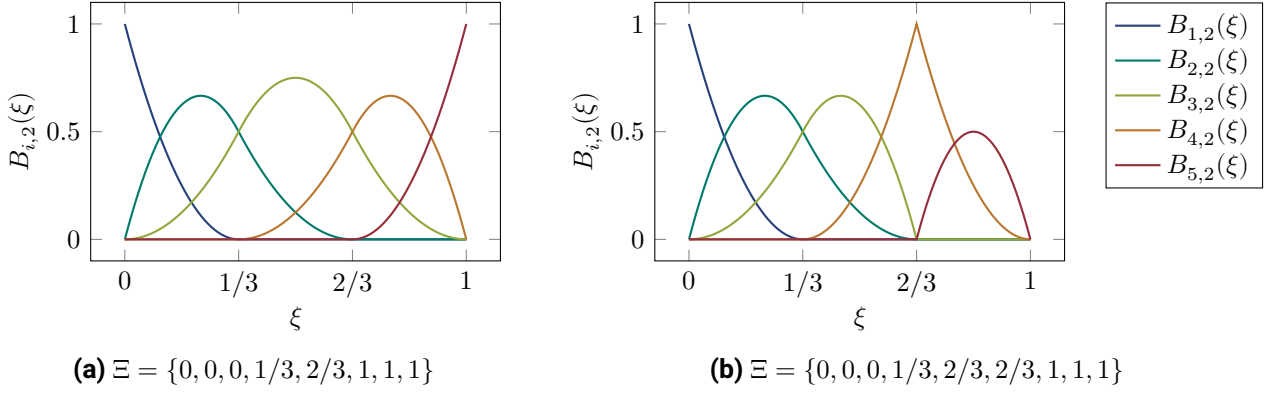 1
0.5
0
B_{i,2}(ξ)
0 1/3 2/3 1
ξ
(a) Ξ = {0, 0, 0, 1/3, 2/3, 1, 1, 1}
1
0.5
0
B_{i,2}(ξ)
0 1/3 2/3 1
ξ
(b) Ξ = {0, 0, 0, 1/3, 2/3, 2/3, 1, 1, 1}
B_{1,2}(ξ)
B_{2,2}(ξ)
B_{3,2}(ξ)
B_{4,2}(ξ)
B_{5,2}(ξ)